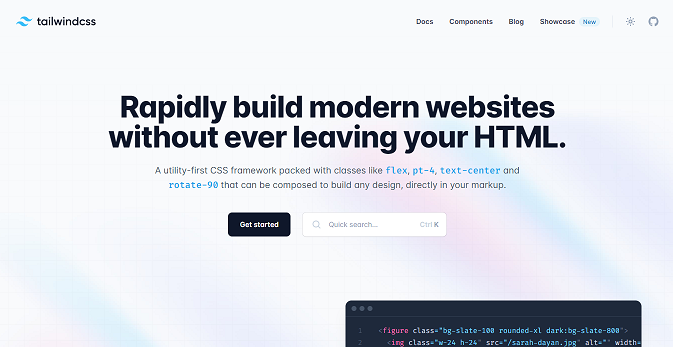 tailwindcss
Docs Components Blog Showcase New
Rapidly build modern websites
without ever leaving your HTML.
A utility-first CSS framework packed with classes like flex, pt-4, text-center and
rotate-90 that can be composed to build any design, directly in your markup.
Get started
Quick search...
Ctrl K
1 <figure class="bg-slate-100 rounded-xl dark:bg-slate-800">
2 <img class="w-24 h-24" src="/sarah-dayan.jpg" alt="" width=